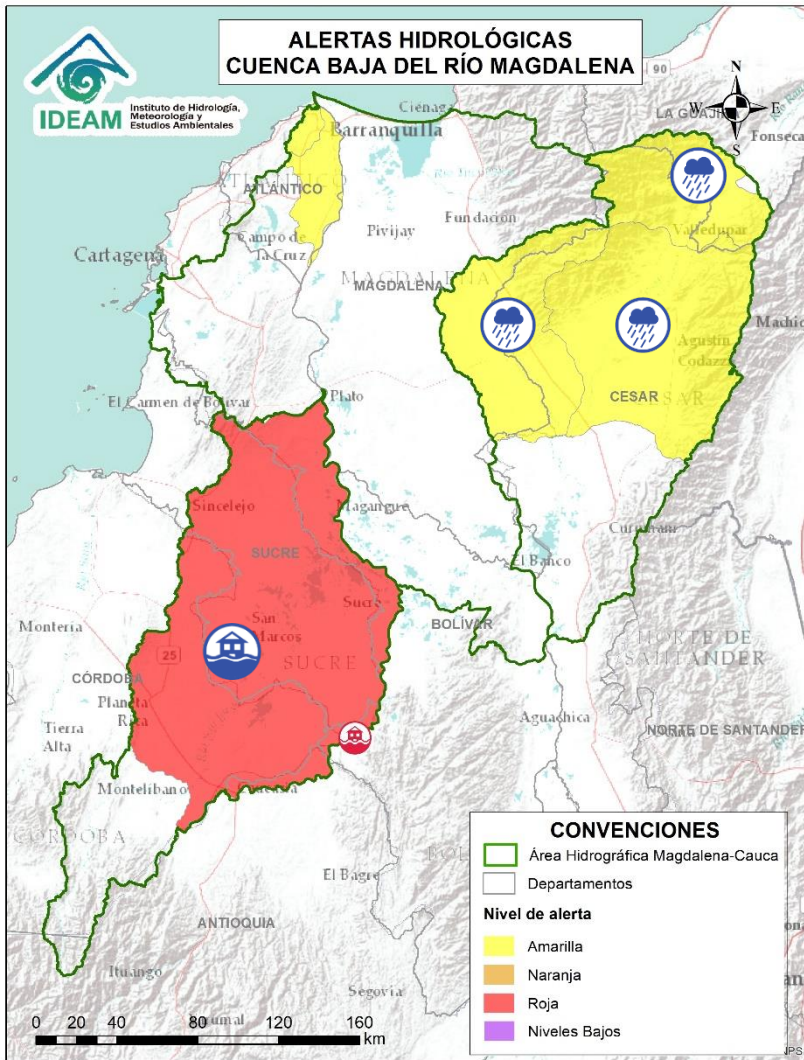 ALERTAS HIDROLÓGICAS
CUENCA BAJA DEL RÍO MAGDALENA
IDEAM
Instituto de Hidrología,
Meteorología y
Estudios Ambientales
N
W
E
S
90
LA GUAJIRA
Fonseca
Ciénaga
Barranquilla
ATLÁNTICO
Pivijay
Fundación
Valledupar
Cartagena
Campo de
la Cruz
MAGDALENA
MAGDALENA
Agustín
Codazzi
CESAR
El Carmen de Bolívar
Plato
Sincelejo
Magangué
SUCRE
Curumaní
El Banco
Sucre
San
Marcos
BOLÍVAR
Montería
25
SUCRE
NORTE DE
SANTANDER
CÓRDOBA
Planeta
Rica
Tierra
Alta
Aguachica
NORTE DE SANTANDER
Montelíbano
CÓRDOBA
El Bagre
ANTIOQUIA
Ituango
Segovia
0 40 80 120 160
km
CONVENCIONES
Área Hidrográfica Magdalena-Cauca
Departamentos
Nivel de alerta
Amarilla
Naranja
Roja
Niveles Bajos